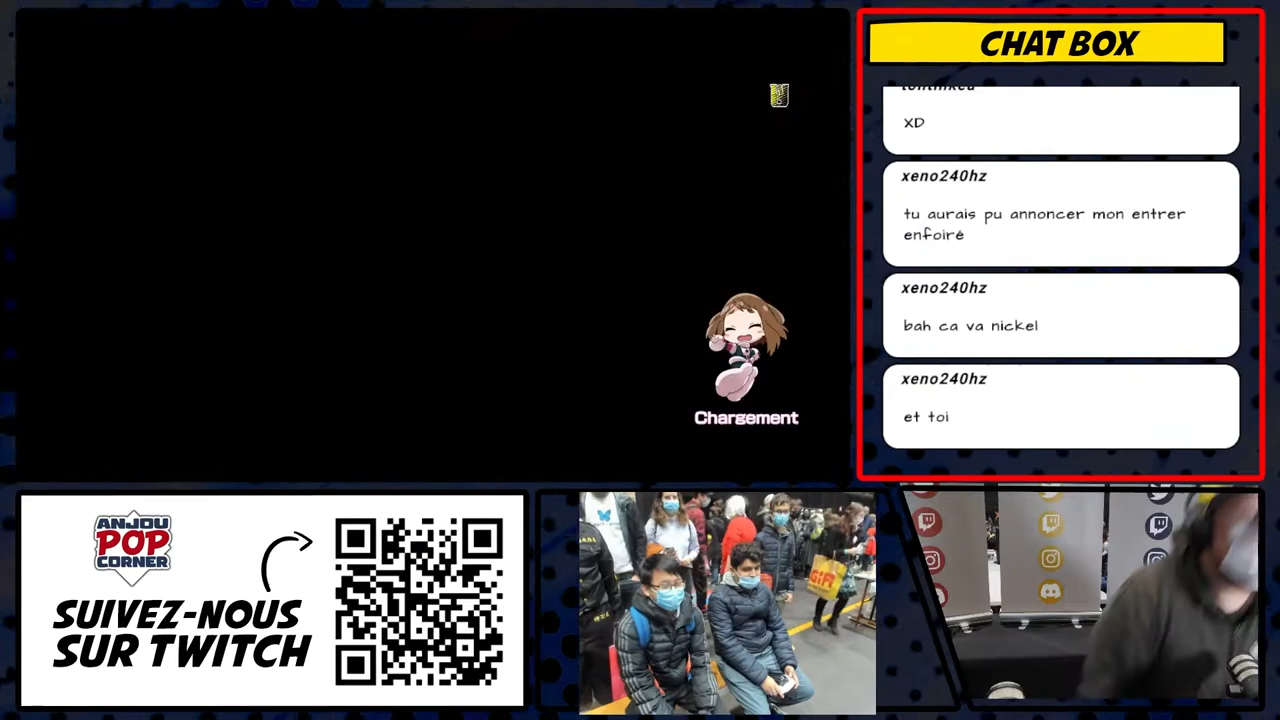 CHAT BOX
XD
xeno240hz
tu aurais pu annoncer mon entrer
enfoiré
xeno240hz
bah ca va nickel
xeno240hz
et toi
Chargement
ANJOU
POP
CORNER
SUIVEZ-NOUS
SUR TWITCH
GiFi